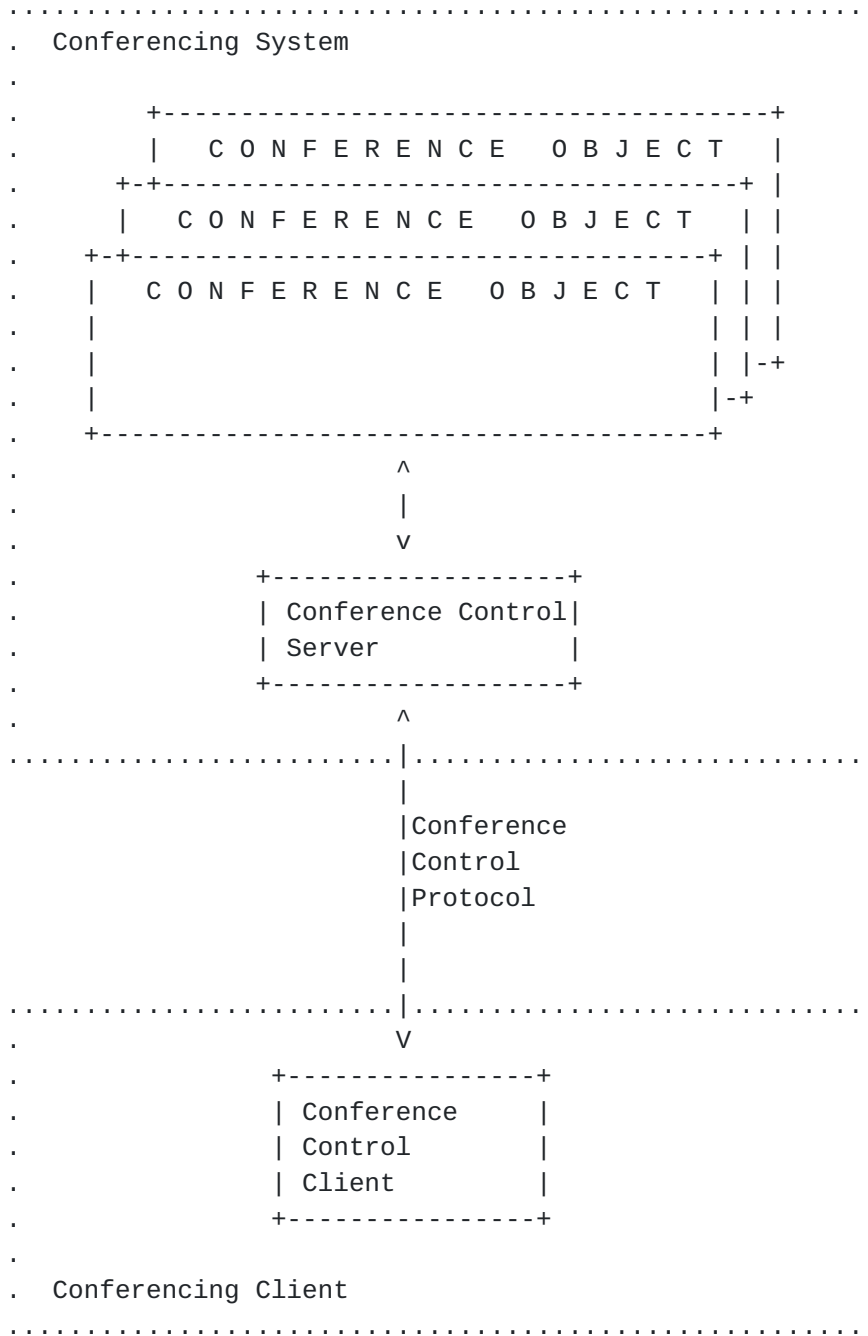 Conferencing System
C O N F E R E N C E   O B J E C T
C O N F E R E N C E   O B J E C T
C O N F E R E N C E   O B J E C T
Conference Control
Server
Conference
Control
Protocol
Conference
Control
Client
Conferencing Client